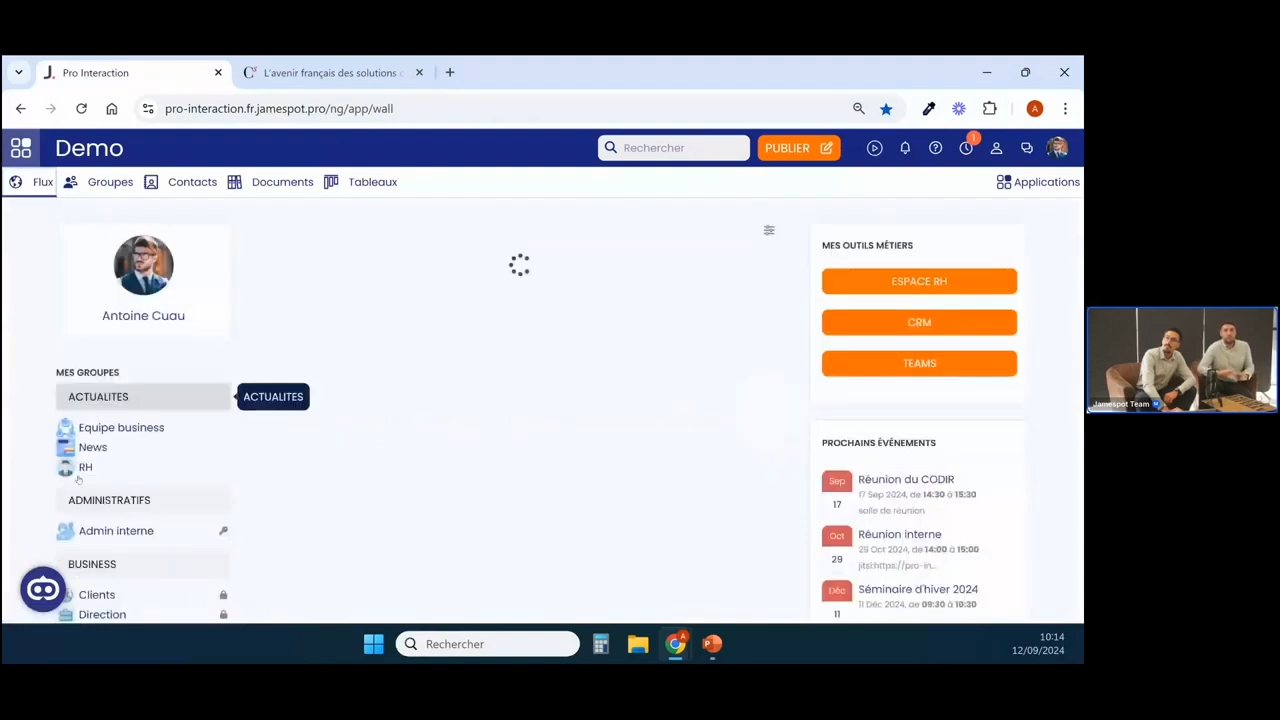 Pro Interaction
L'avenir français des solutions
pro-interaction.fr.jamespot.pro/ng/app/wall
A
Demo
Rechercher
PUBLIER
1
Flux
Groupes
Contacts
Documents
Tableaux
Applications
Antoine Cuau
MES GROUPES
ACTUALITES
ACTUALITES
Equipe business
News
RH
ADMINISTRATIFS
Admin interne
BUSINESS
Clients
Direction
MES OUTILS MÉTIERS
ESPACE RH
CRM
TEAMS
PROCHAINS ÉVÉNEMENTS
Sep
17
Réunion du CODIR
17 Sep 2024, de 14:30 à 15:30
salle de réunion
Oct
29
Réunion interne
29 Oct 2024, de 14:00 à 15:00
jitsi:https://pro-in...
Déc
11
Séminaire d'hiver 2024
11 Déc 2024, de 09:30 à 10:30
Rechercher
10:14
12/09/2024
Jamespot Team